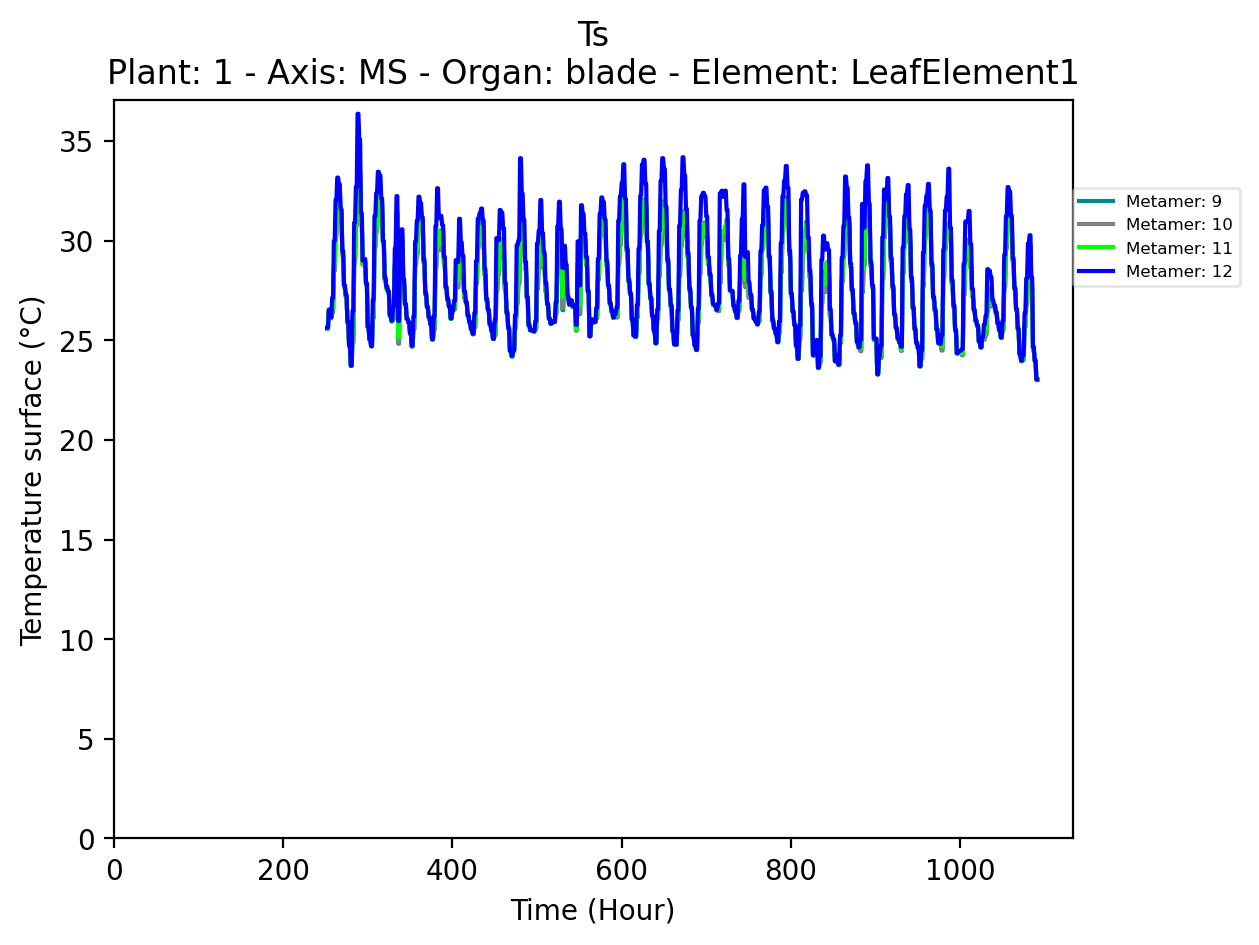 Ts
Plant: 1 - Axis: MS - Organ: blade - Element: LeafElement1
35
30
25
20
15
10
5
0
Temperature surface (°C)
0 200 400 600 800 1000
Time (Hour)
Metamer: 9
Metamer: 10
Metamer: 11
Metamer: 12